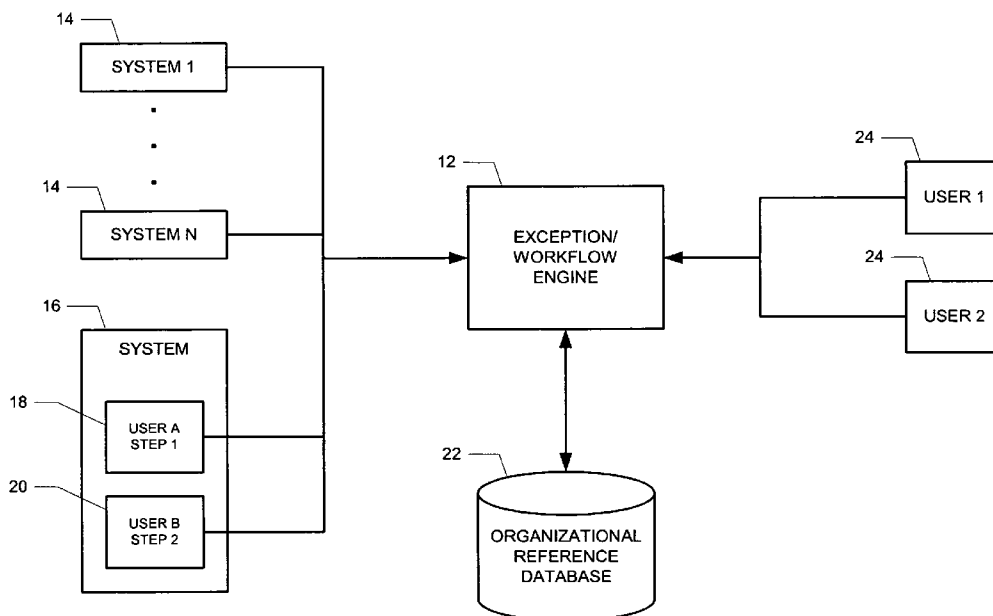 14
SYSTEM 1
14
SYSTEM N
16
SYSTEM
18
USER A
STEP 1
20
USER B
STEP 2
12
EXCEPTION/
WORKFLOW
ENGINE
22
ORGANIZATIONAL
REFERENCE
DATABASE
24
USER 1
24
USER 2